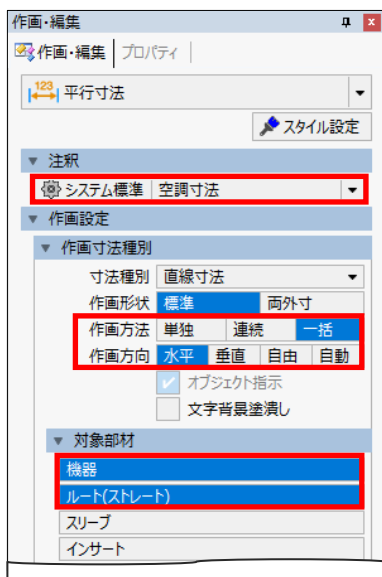 作画・編集
作画・編集 プロパティ
123 平行寸法
スタイル設定
注釈
システム標準 空調寸法
作画設定
作画寸法種別
寸法種別 直線寸法
作画形状 標準 両外寸
作画方法 単独 連続 一括
作画方向 水平 垂直 自由 自動
オブジェクト指示
文字背景塗潰し
対象部材
機器
ルート(ストレート)
スリーブ
インサート